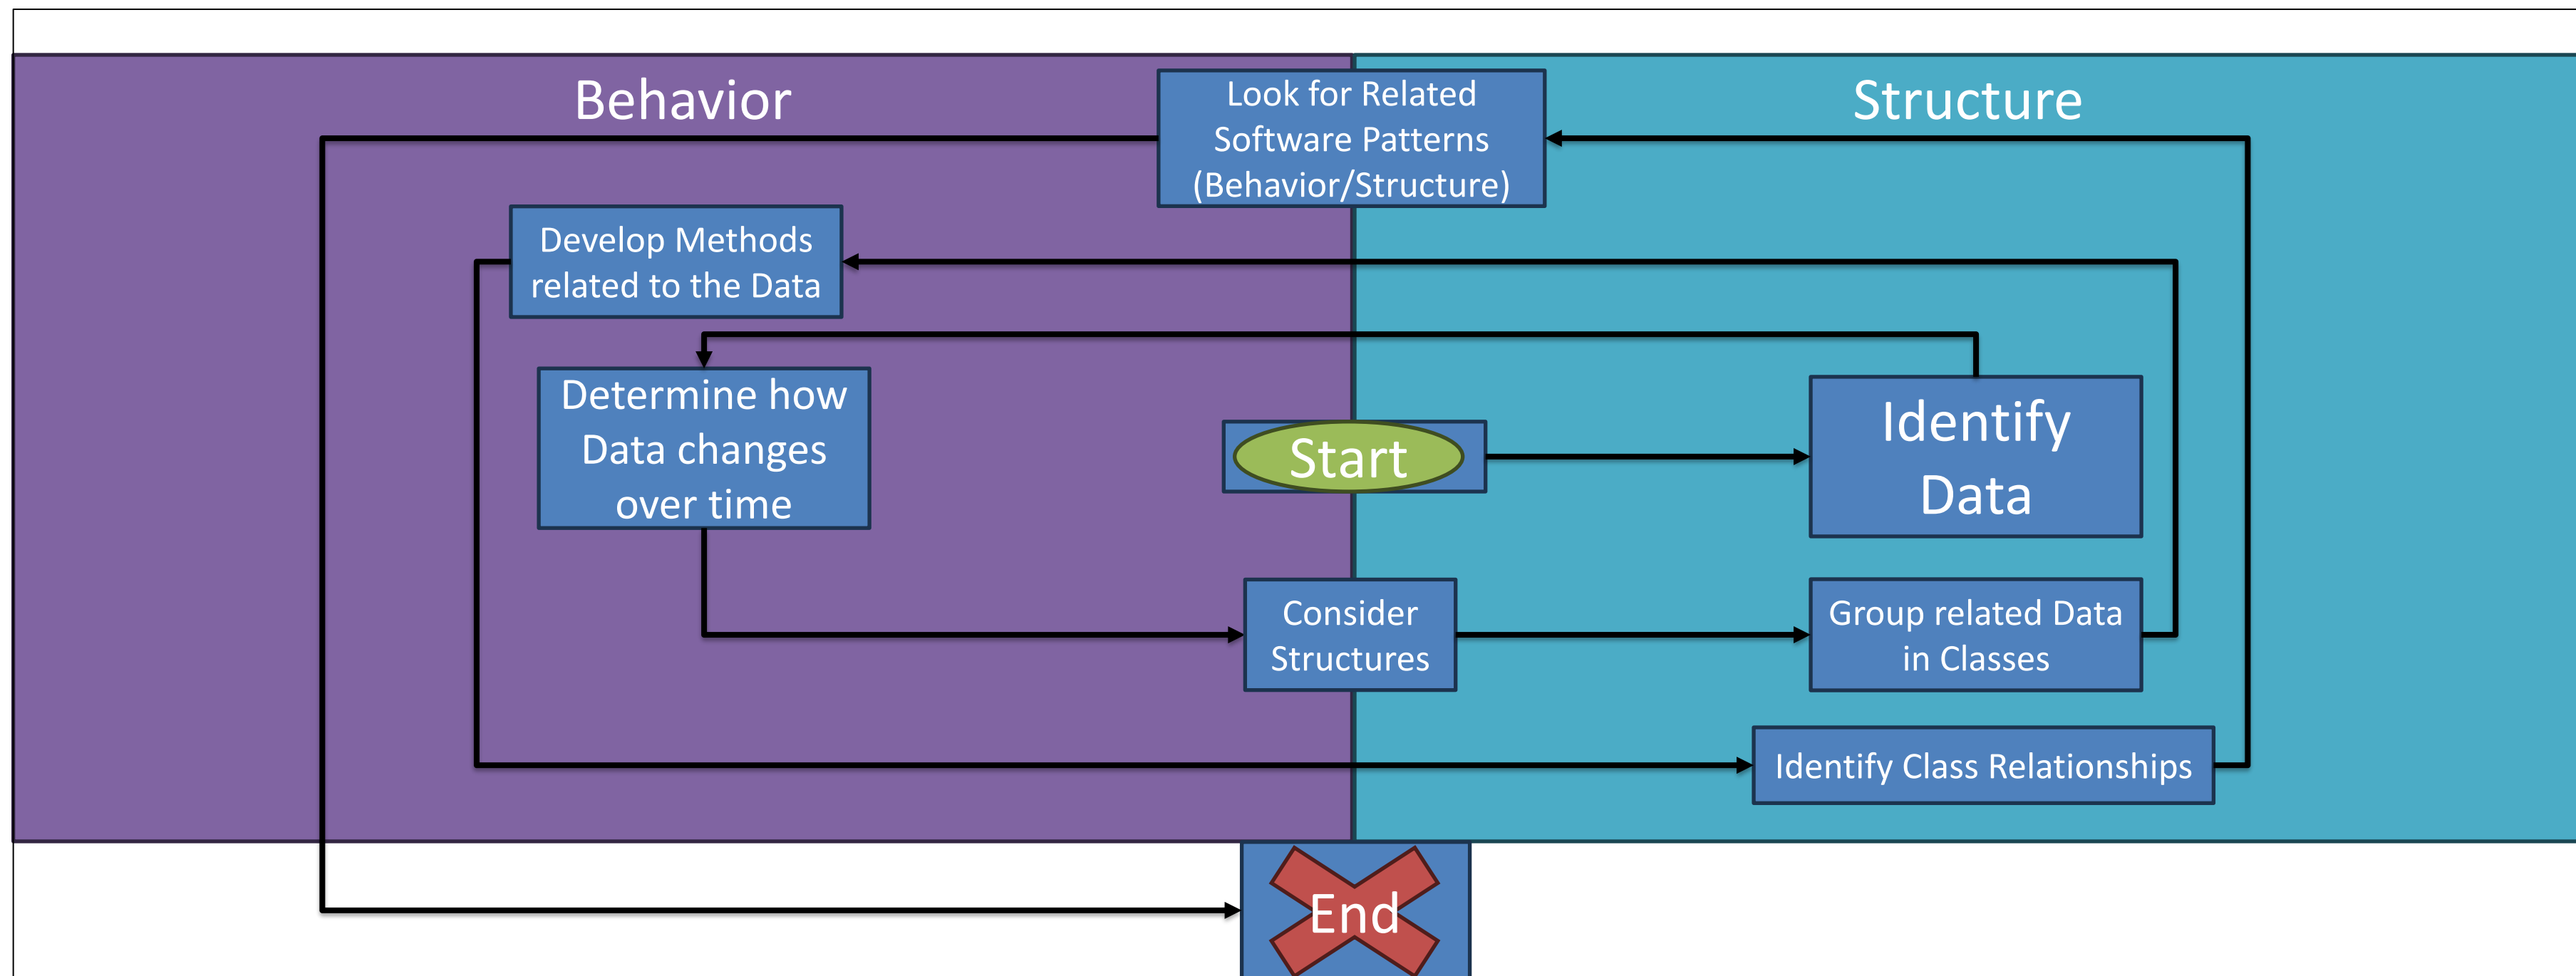 Behavior
Structure
Look for Related
Software Patterns
(Behavior/Structure)
Develop Methods
related to the Data
Determine how
Data changes
over time
Start
Identify
Data
Consider
Structures
Group related Data
in Classes
Identify Class Relationships
End